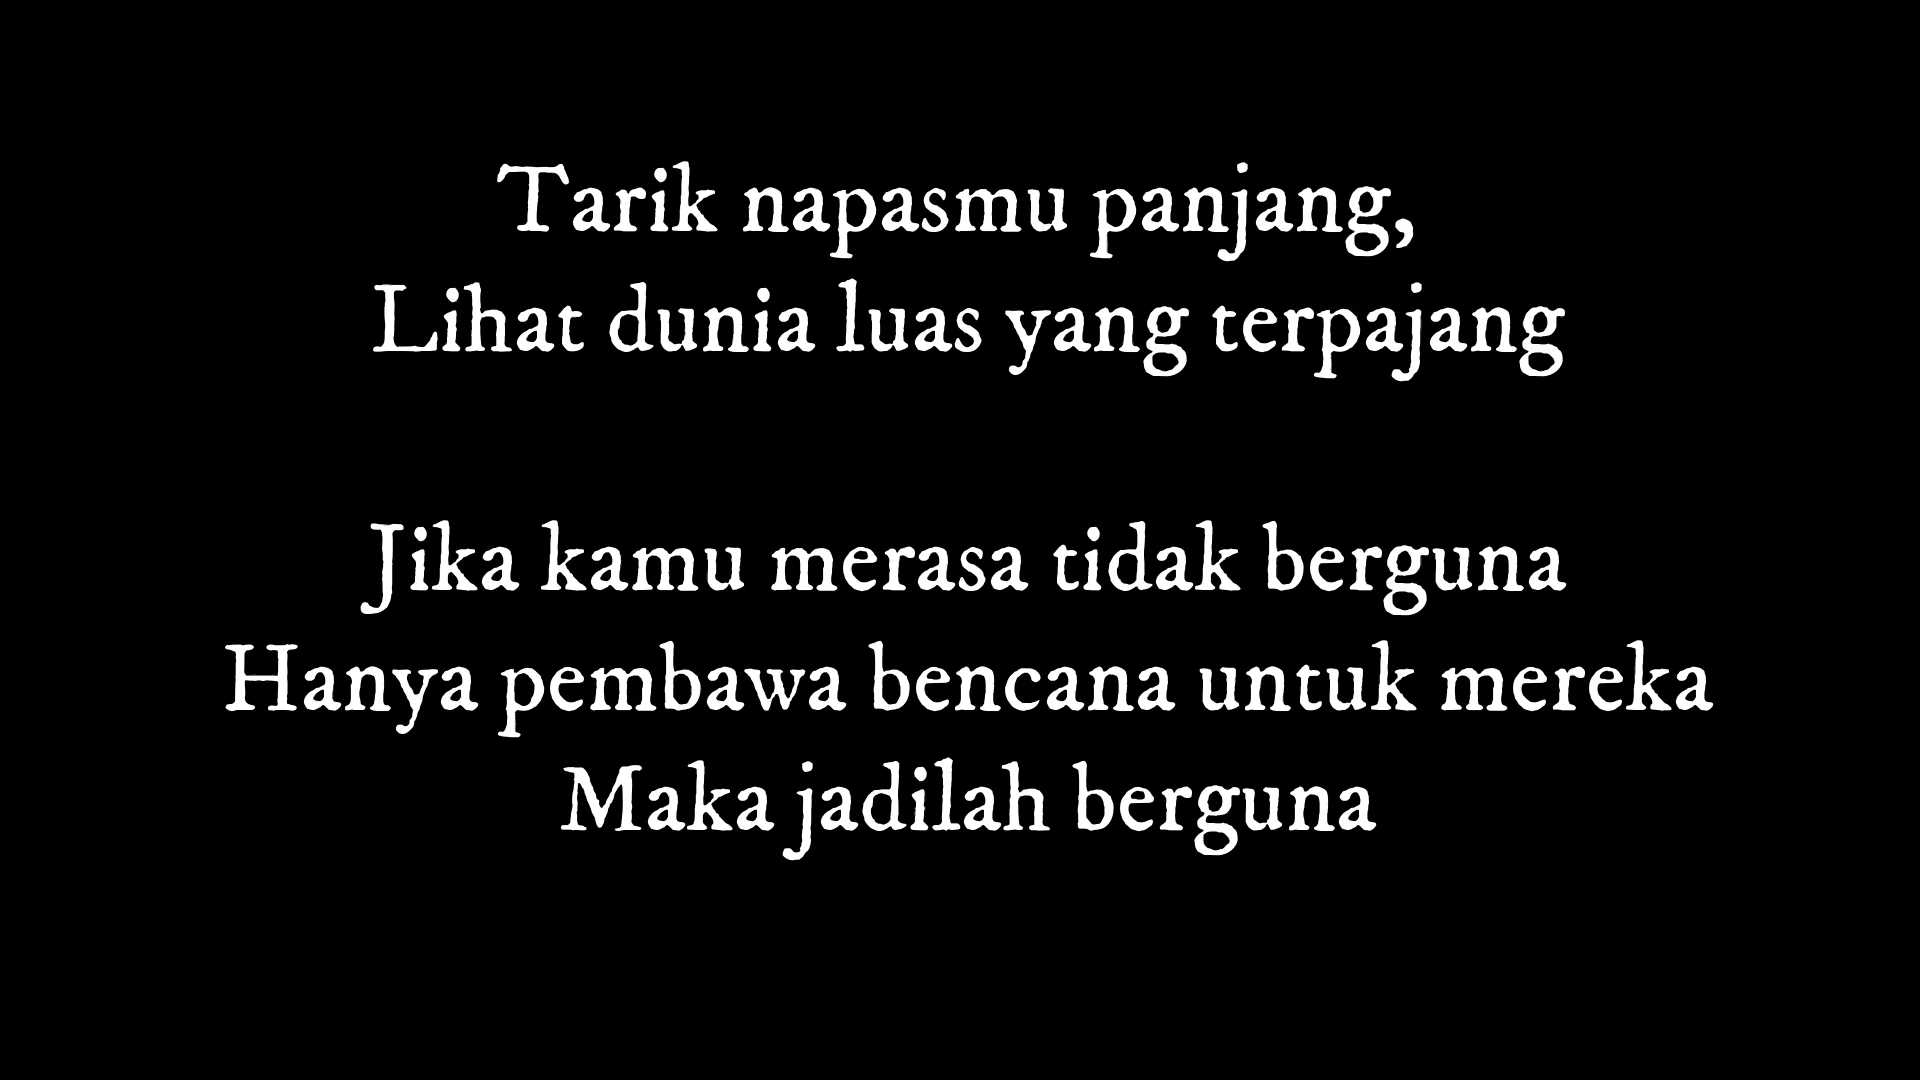 Tarik napasmu panjang,
Lihat dunia luas yang terpajang
Jika kamu merasa tidak berguna
Hanya pembawa bencana untuk mereka
Maka jadilah berguna